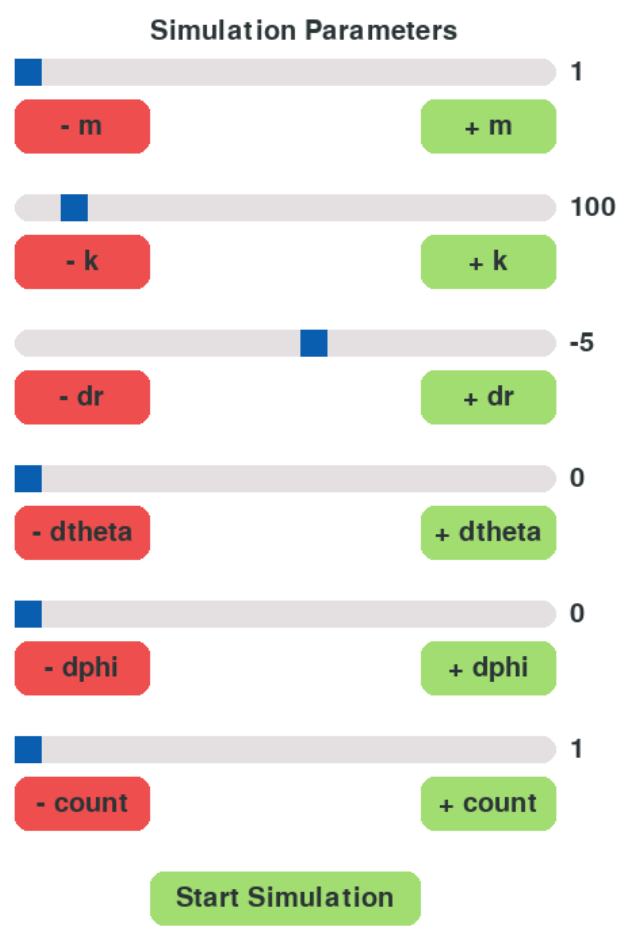 Simulation Parameters
1
- m
+ m
100
- k
+ k
-5
- dr
+ dr
0
- dtheta
+ dtheta
0
- dphi
+ dphi
1
- count
+ count
Start Simulation